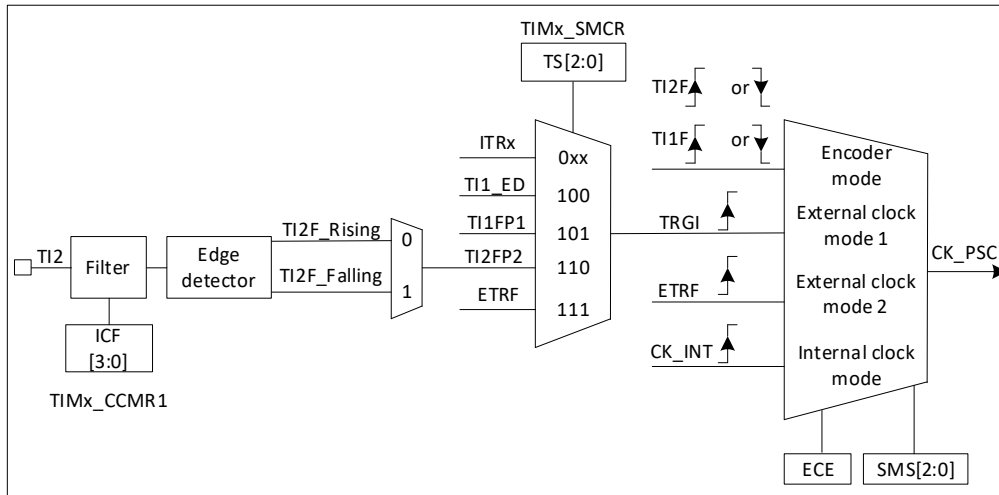 TIMx_SMCR
TS[2:0]
TI2F or
TI1F or
ITRx
0xx
Encoder
mode
TI1_ED
100
TI1FP1
101
TRGI
External clock
mode 1
TI2
Filter
Edge
detector
TI2F_Rising
0
TI2F_Falling
1
TI2FP2
110
ETRF
111
ETRF
External clock
mode 2
CK_INT
Internal clock
mode
CK_PSC
ICF
[3:0]
TIMx_CCMR1
ECE
SMS[2:0]